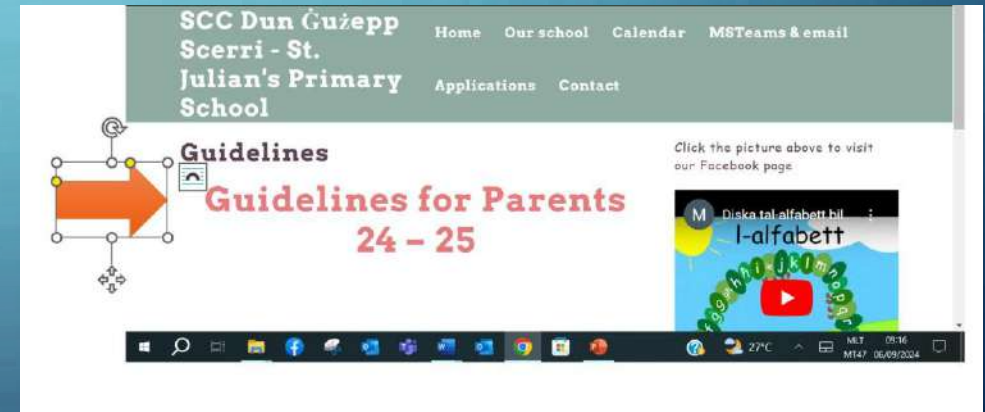 SCC Dun Ġużepp
Scerri - St.
Julian's Primary
School
Home Our school Calendar MSTeams & email
Applications Contact
Guidelines
Guidelines for Parents
24 – 25
Click the picture above to visit
our Facebook page
M Diska tal-alfabett bil
l-alfabett
27°C
MLT 09:16
MT47 06/09/2024